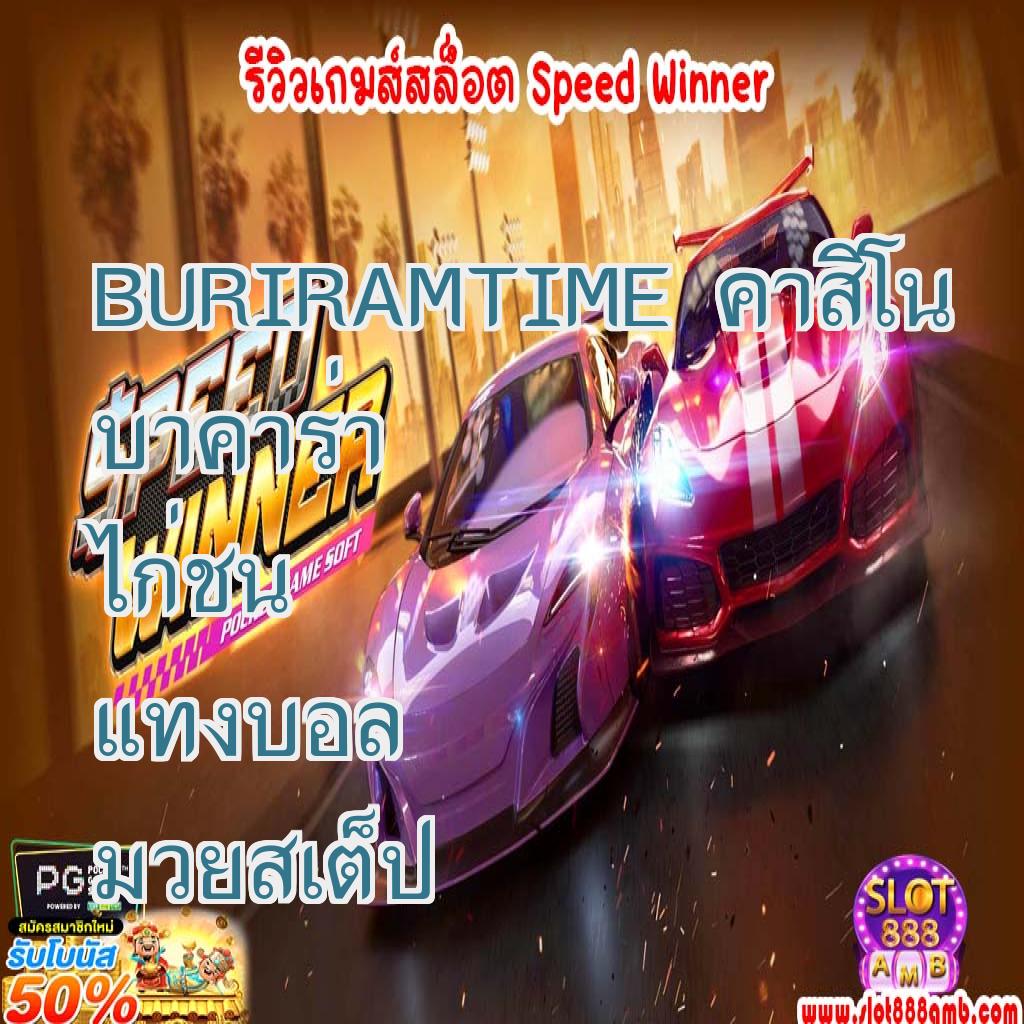 รีวิวเกมส์สล็อต Speed Winner
BURIRAMTIME คาสิโน
บ้าคาร่า
ไก่ชน
แทงบอล
มวยสเต็ป
SPEED
WINNER
GAME SOFT
PG
POWERED BY
สมัครสมาชิกใหม่
รับโบนัส
50%
SLOT
888
AMB
www.slot888amb.com